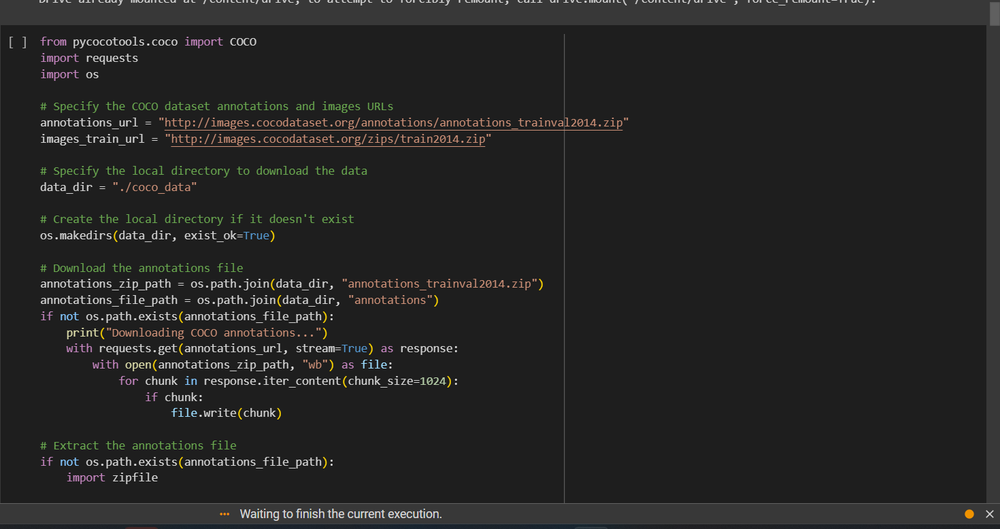 Drive already mounted at /content/drive; to attempt to forcibly remount, call drive.mount("/content/drive", force_remount=True).
[ ] from pycocotools.coco import COCO
import requests
import os
# Specify the COCO dataset annotations and images URLs
annotations_url = "http://images.cocodataset.org/annotations/annotations_trainval2014.zip"
images_train_url = "http://images.cocodataset.org/zips/train2014.zip"
# Specify the local directory to download the data
data_dir = "./coco_data"
# Create the local directory if it doesn't exist
os.makedirs(data_dir, exist_ok=True)
# Download the annotations file
annotations_zip_path = os.path.join(data_dir, "annotations_trainval2014.zip")
annotations_file_path = os.path.join(data_dir, "annotations")
if not os.path.exists(annotations_file_path):
    print("Downloading COCO annotations...")
    with requests.get(annotations_url, stream=True) as response:
        with open(annotations_zip_path, "wb") as file:
            for chunk in response.iter_content(chunk_size=1024):
                if chunk:
                    file.write(chunk)
# Extract the annotations file
if not os.path.exists(annotations_file_path):
    import zipfile
Waiting to finish the current execution.